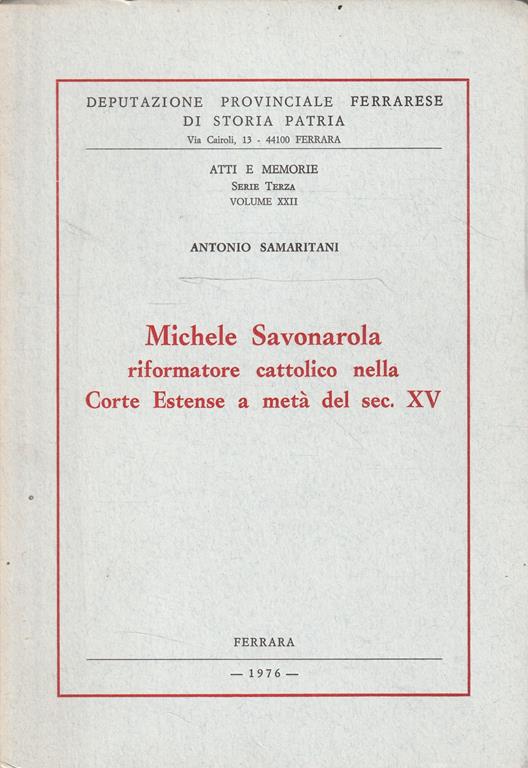 DEPUTAZIONE PROVINCIALE FERRARESE
DI STORIA PATRIA
Via Cairoli, 13 - 44100 FERRARA
ATTI E MEMORIE
SERIE TERZA
VOLUME XXII
ANTONIO SAMARITANI
Michele Savonarola
riformatore cattolico nella
Corte Estense a metà del sec. XV
FERRARA
— 1976 —